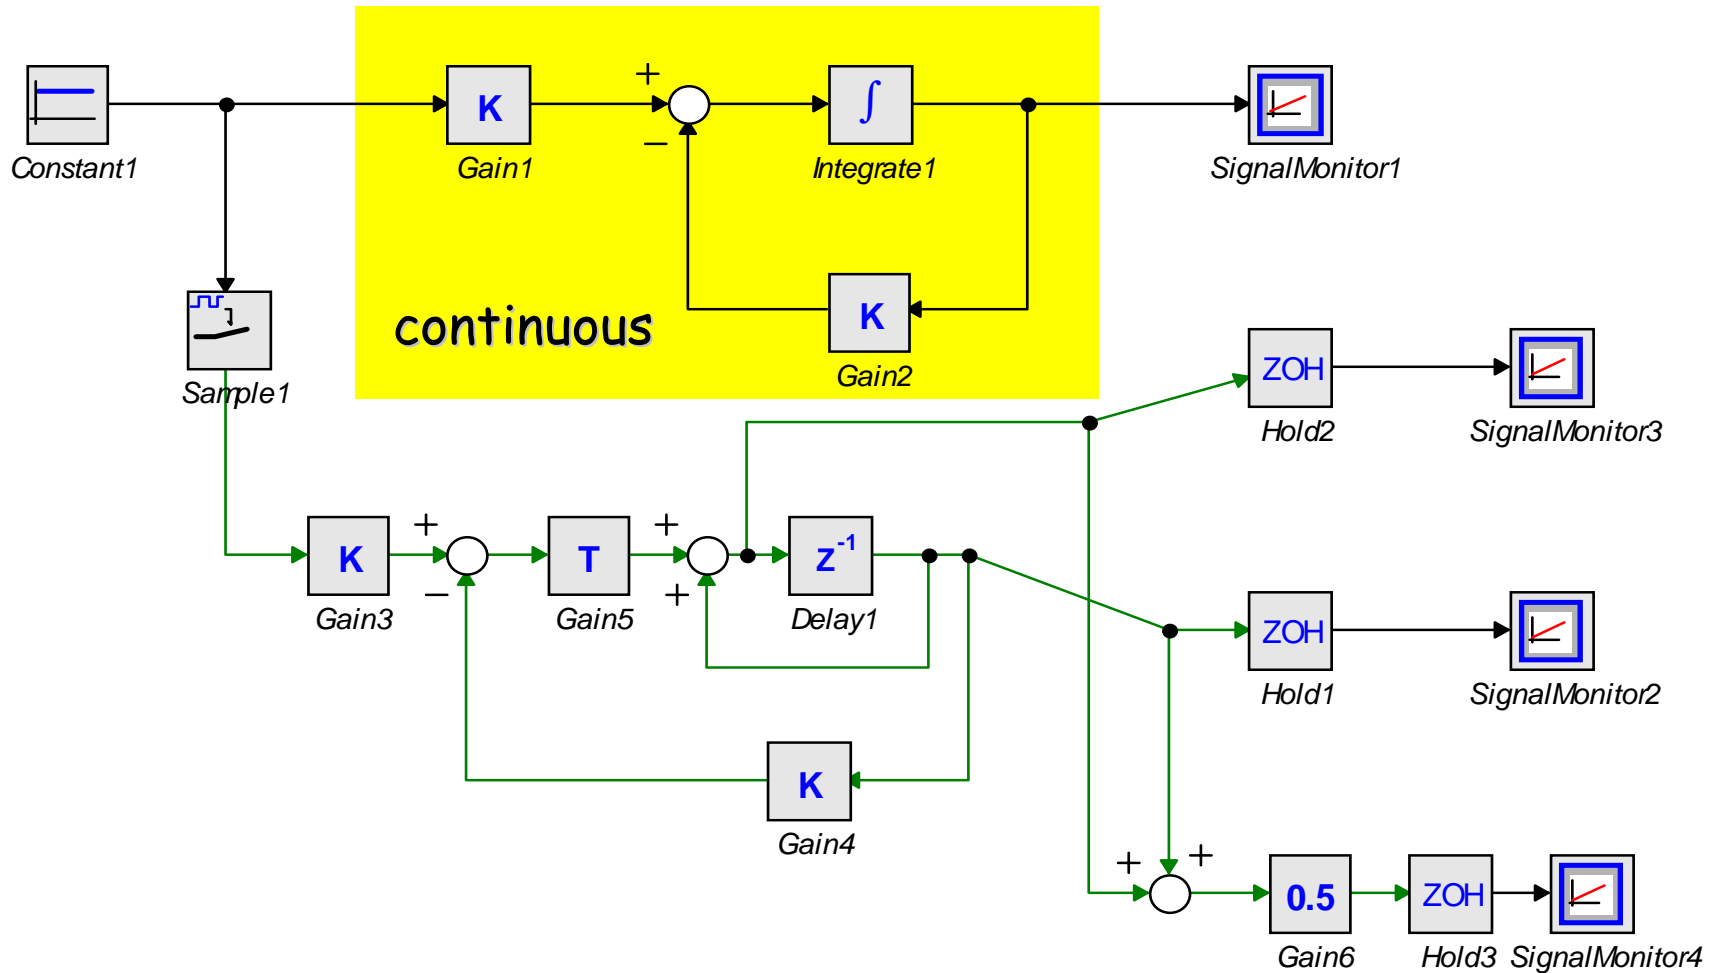 +
K
∫
Constant1
Gain1
−
Integrate1
SignalMonitor1
continuous
K
Gain2
Sample1
ZOH
Hold2
SignalMonitor3
+
+
K
T
z-1
−
+
Gain3
Gain5
Delay1
ZOH
Hold1
SignalMonitor2
K
Gain4
+
+
0.5
ZOH
Gain6
Hold3
SignalMonitor4